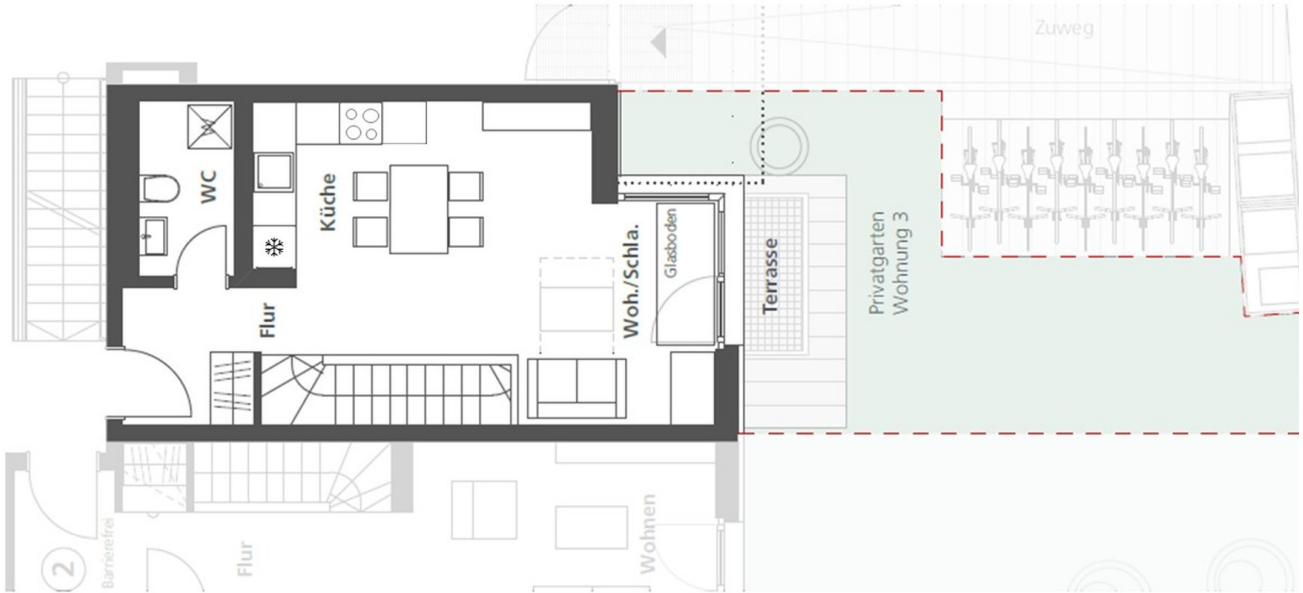 Zuweg
WC
Küche
Flur
Woh./Schla.
Glasboden
Terrasse
Privatgarten
Wohnung 3
2
Barrierefrei
Flur
Wohnen